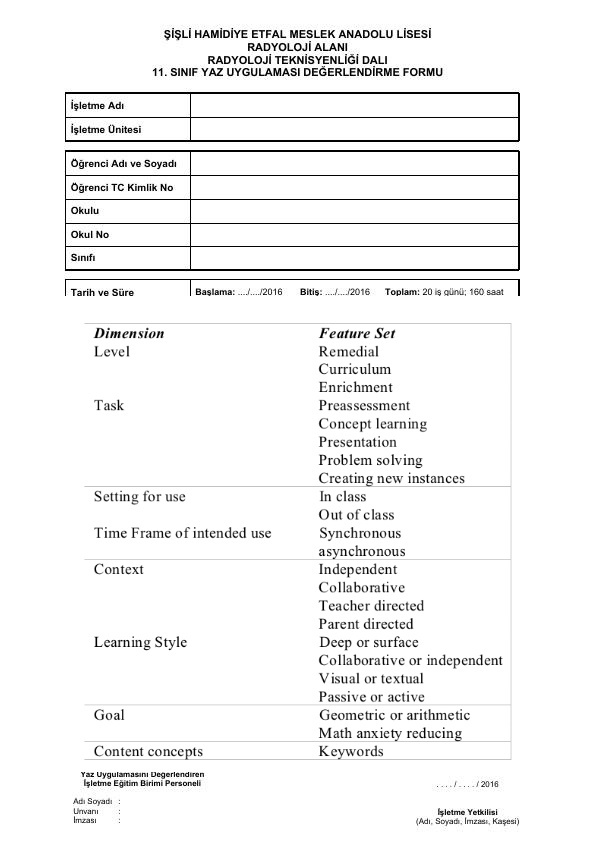 ŞİŞLİ HAMİDİYE ETFAL MESLEK ANADOLU LİSESİ
RADYOLOJİ ALANI
RADYOLOJİ TEKNİSYENLİĞİ DALI
11. SINIF YAZ UYGULAMASI DEĞERLENDİRME FORMU
İşletme Adı
İşletme Ünitesi
Öğrenci Adı ve Soyadı
Öğrenci TC Kimlik No
Okulu
Okul No
Sınıfı
Tarih ve Süre Başlama: ..../..../2016 Bitiş: ..../..../2016 Toplam: 20 iş günü; 160 saat
Dimension Feature Set
Level Remedial
Curriculum
Enrichment
Task Preassessment
Concept learning
Presentation
Problem solving
Creating new instances
Setting for use In class
Out of class
Time Frame of intended use Synchronous
asynchronous
Context Independent
Collaborative
Teacher directed
Parent directed
Learning Style Deep or surface
Collaborative or independent
Visual or textual
Passive or active
Goal Geometric or arithmetic
Math anxiety reducing
Content concepts Keywords
Yaz Uygulamasını Değerlendiren
İşletme Eğitim Birimi Personeli
. . . . / . . . . / 2016
Adı Soyadı :
Unvanı :
İmzası :
İşletme Yetkilisi
(Adı, Soyadı, İmzası, Kaşesi)